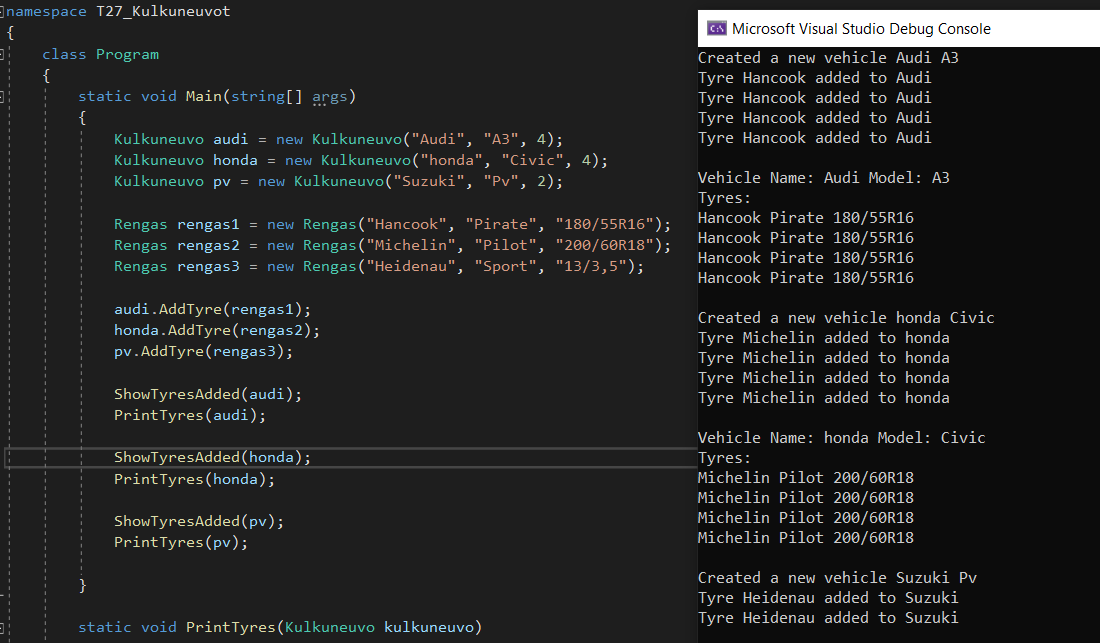 namespace T27_Kulkuneuvot
{
class Program
{
static void Main(string[] args)
{
Kulkuneuvo audi = new Kulkuneuvo("Audi", "A3", 4);
Kulkuneuvo honda = new Kulkuneuvo("honda", "Civic", 4);
Kulkuneuvo pv = new Kulkuneuvo("Suzuki", "Pv", 2);
Rengas rengas1 = new Rengas("Hancook", "Pirate", "180/55R16");
Rengas rengas2 = new Rengas("Michelin", "Pilot", "200/60R18");
Rengas rengas3 = new Rengas("Heidenau", "Sport", "13/3,5");
audi.AddTyre(rengas1);
honda.AddTyre(rengas2);
pv.AddTyre(rengas3);
ShowTyresAdded(audi);
PrintTyres(audi);
ShowTyresAdded(honda);
PrintTyres(honda);
ShowTyresAdded(pv);
PrintTyres(pv);
}
static void PrintTyres(Kulkuneuvo kulkuneuvo)
C:\ Microsoft Visual Studio Debug Console
Created a new vehicle Audi A3
Tyre Hancook added to Audi
Tyre Hancook added to Audi
Tyre Hancook added to Audi
Tyre Hancook added to Audi
Vehicle Name: Audi Model: A3
Tyres:
Hancook Pirate 180/55R16
Hancook Pirate 180/55R16
Hancook Pirate 180/55R16
Hancook Pirate 180/55R16
Created a new vehicle honda Civic
Tyre Michelin added to honda
Tyre Michelin added to honda
Tyre Michelin added to honda
Tyre Michelin added to honda
Vehicle Name: honda Model: Civic
Tyres:
Michelin Pilot 200/60R18
Michelin Pilot 200/60R18
Michelin Pilot 200/60R18
Michelin Pilot 200/60R18
Created a new vehicle Suzuki Pv
Tyre Heidenau added to Suzuki
Tyre Heidenau added to Suzuki